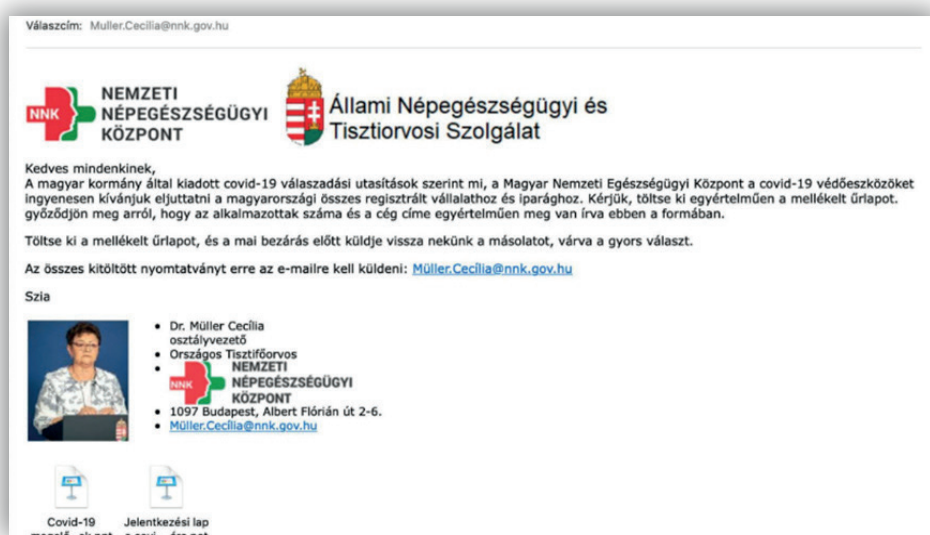 Válaszcím: Muller.Cecilia@nnk.gov.hu
NNK
NEMZETI
NÉPEGÉSZSÉGÜGYI
KÖZPONT
Állami Népegészségügyi és
Tisztiorvosi Szolgálat
Kedves mindenkinek,
A magyar kormány által kiadott covid-19 válaszadási utasítások szerint mi, a Magyar Nemzeti Egészségügyi Központ a covid-19 védőeszközöket
ingyenesen kívánjuk eljuttatni a magyarországi összes regisztrált vállalathoz és iparághoz. Kérjük, töltse ki egyértelműen a mellékelt űrlapot.
győződjön meg arról, hogy az alkalmazottak száma és a cég címe egyértelműen meg van írva ebben a formában.
Töltse ki a mellékelt űrlapot, és a mai bezárás előtt küldje vissza nekünk a másolatot, várva a gyors választ.
Az összes kitöltött nyomtatványt erre az e-mailre kell küldeni: Müller.Cecília@nnk.gov.hu
Szia
• Dr. Müller Cecília
osztályvezető
• Országos Tisztifőorvos
• NNK
NEMZETI
NÉPEGÉSZSÉGÜGYI
KÖZPONT
• 1097 Budapest, Albert Flórián út 2-6.
• Müller.Cecília@nnk.gov.hu
Covid-19
Jelentkezési lap